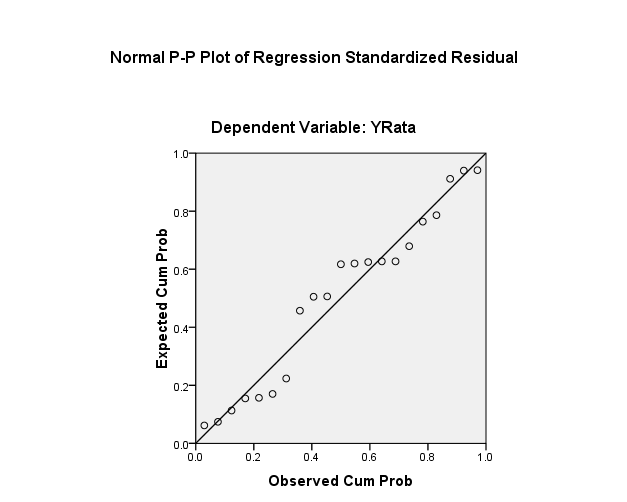 Normal P-P Plot of Regression Standardized Residual
Dependent Variable: YRata
Expected Cum Prob
1.0
0.8
0.6
0.4
0.2
0.0
0.0 0.2 0.4 0.6 0.8 1.0
Observed Cum Prob